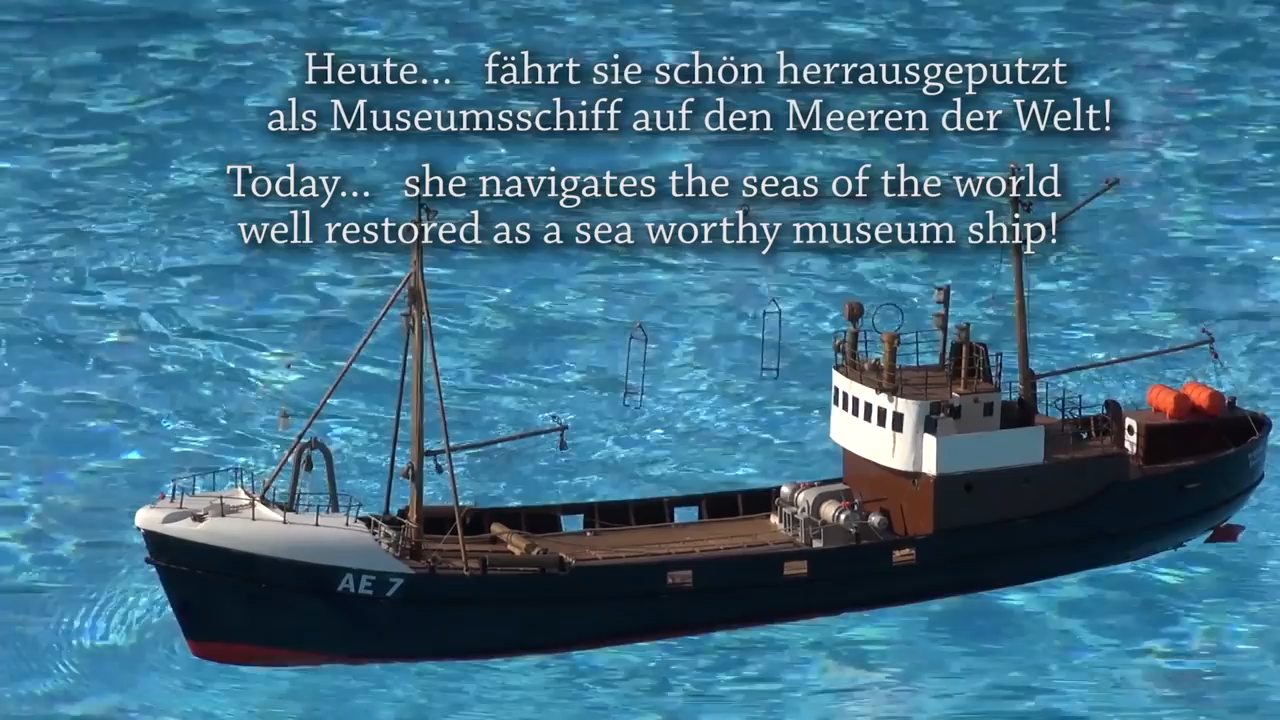 Heute... fährt sie schön herrausgeputzt
als Museumsschiff auf den Meeren der Welt!
Today... she navigates the seas of the world
well restored as a sea worthy museum ship!
AE 7